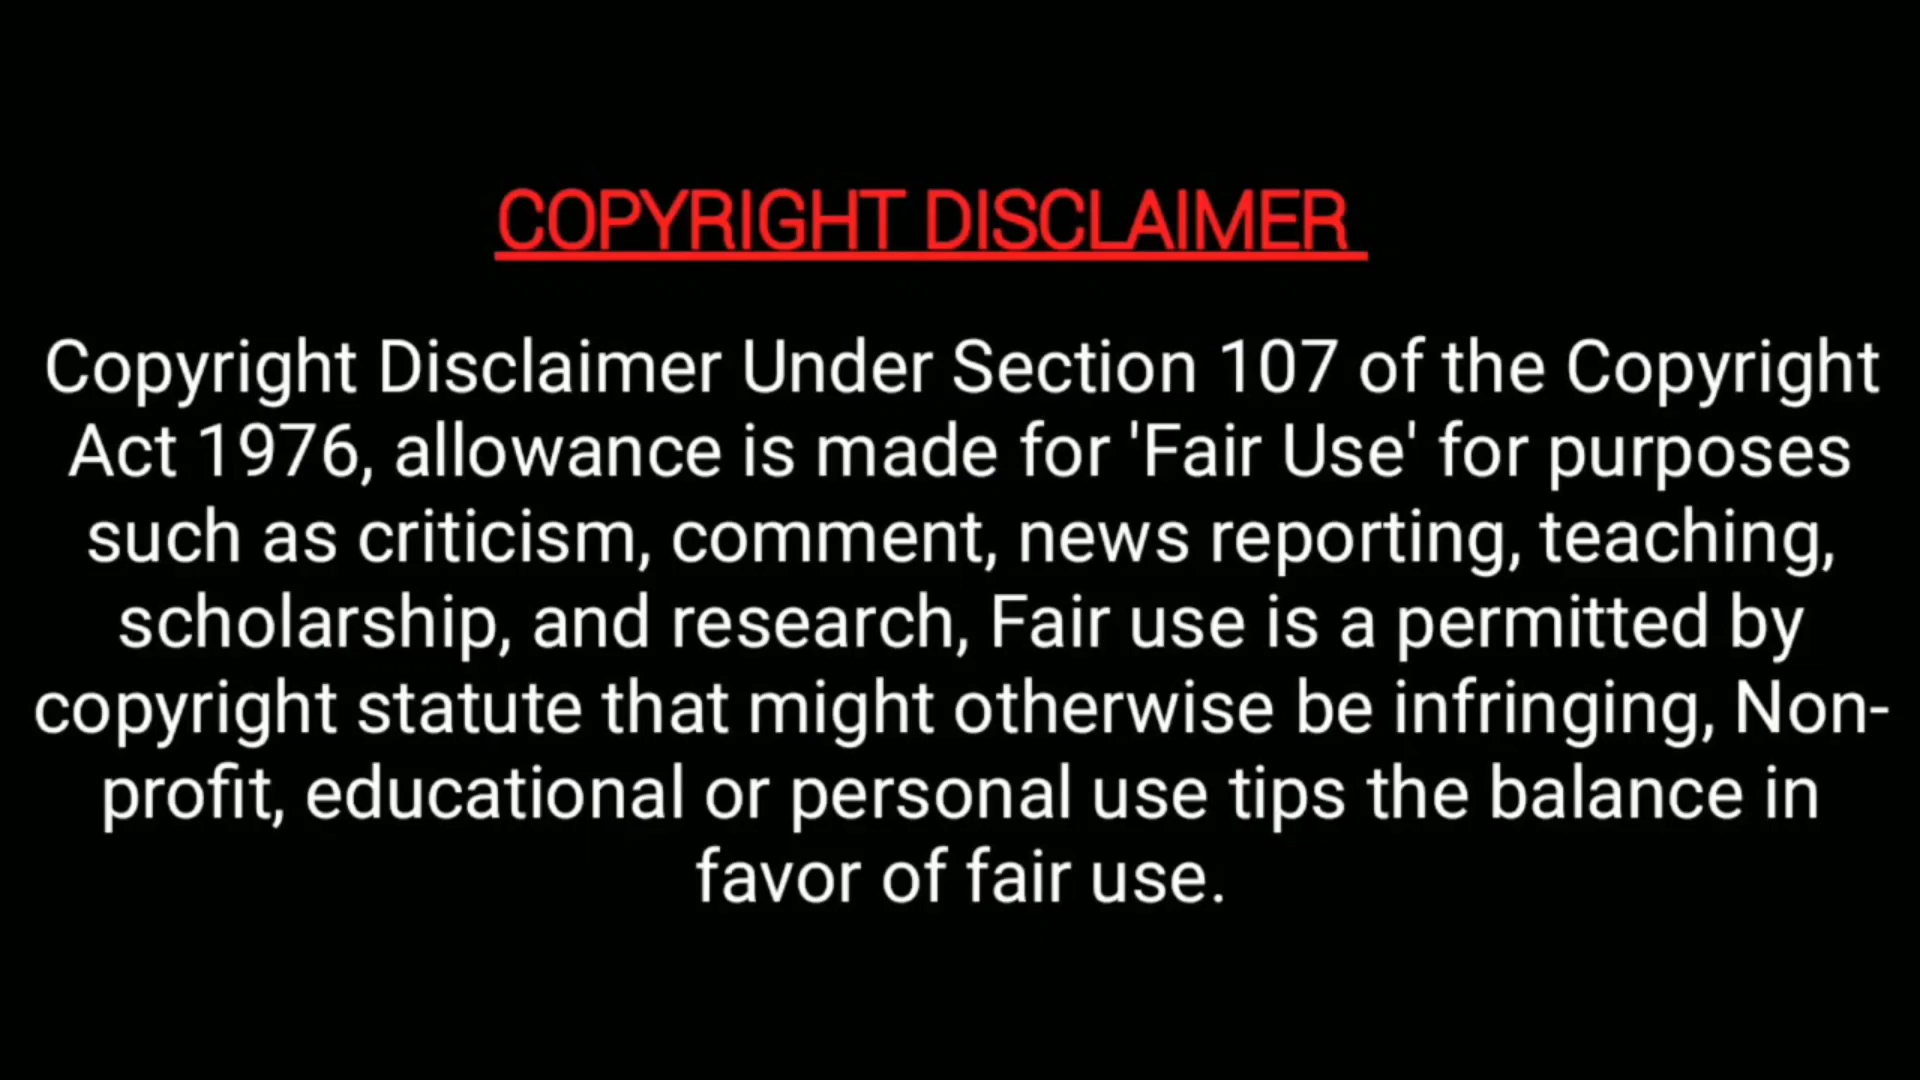 COPYRIGHT DISCLAIMER
Copyright Disclaimer Under Section 107 of the Copyright
Act 1976, allowance is made for 'Fair Use' for purposes
such as criticism, comment, news reporting, teaching,
scholarship, and research, Fair use is a permitted by
copyright statute that might otherwise be infringing, Non-
profit, educational or personal use tips the balance in
favor of fair use.